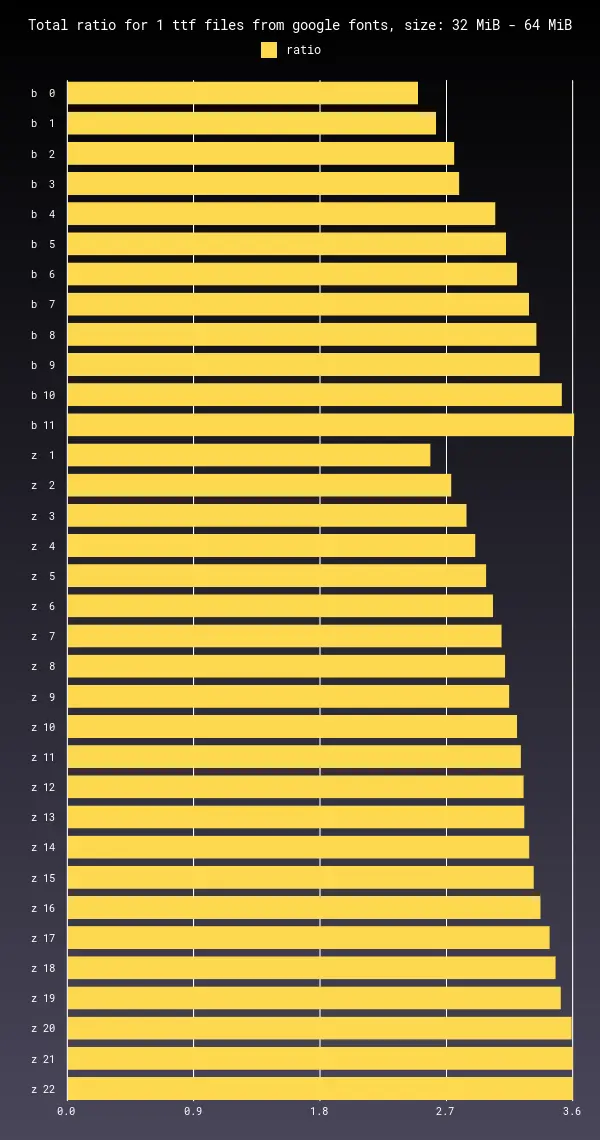 Total ratio for 1 ttf files from google fonts, size: 32 MiB - 64 MiB
ratio
b 0
b 1
b 2
b 3
b 4
b 5
b 6
b 7
b 8
b 9
b 10
b 11
z 1
z 2
z 3
z 4
z 5
z 6
z 7
z 8
z 9
z 10
z 11
z 12
z 13
z 14
z 15
z 16
z 17
z 18
z 19
z 20
z 21
z 22
0.0 0.9 1.8 2.7 3.6